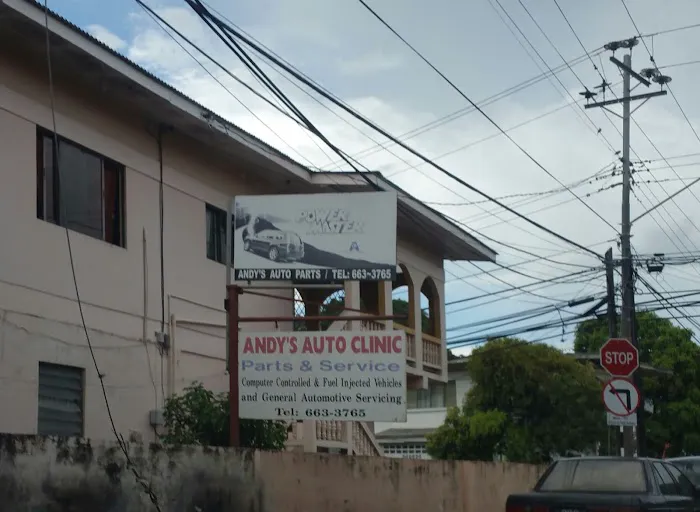 POWER
MASTER
ANDY'S AUTO PARTS / TEL: 663-3765
ANDY'S AUTO CLINIC
Parts & Service
Computer Controlled & Fuel Injected Vehicles
and General Automotive Servicing
Tel: 663-3765
STOP